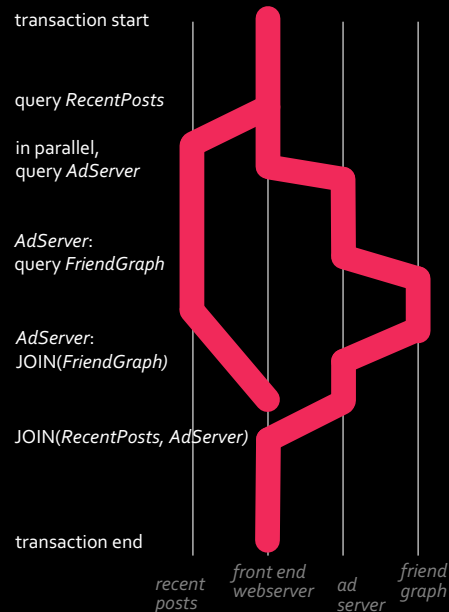 transaction start
query RecentPosts
in parallel,
query AdServer
AdServer:
query FriendGraph
AdServer:
JOIN(FriendGraph)
JOIN(RecentPosts, AdServer)
transaction end
recent
posts
front end
webserver
ad
server
friend
graph